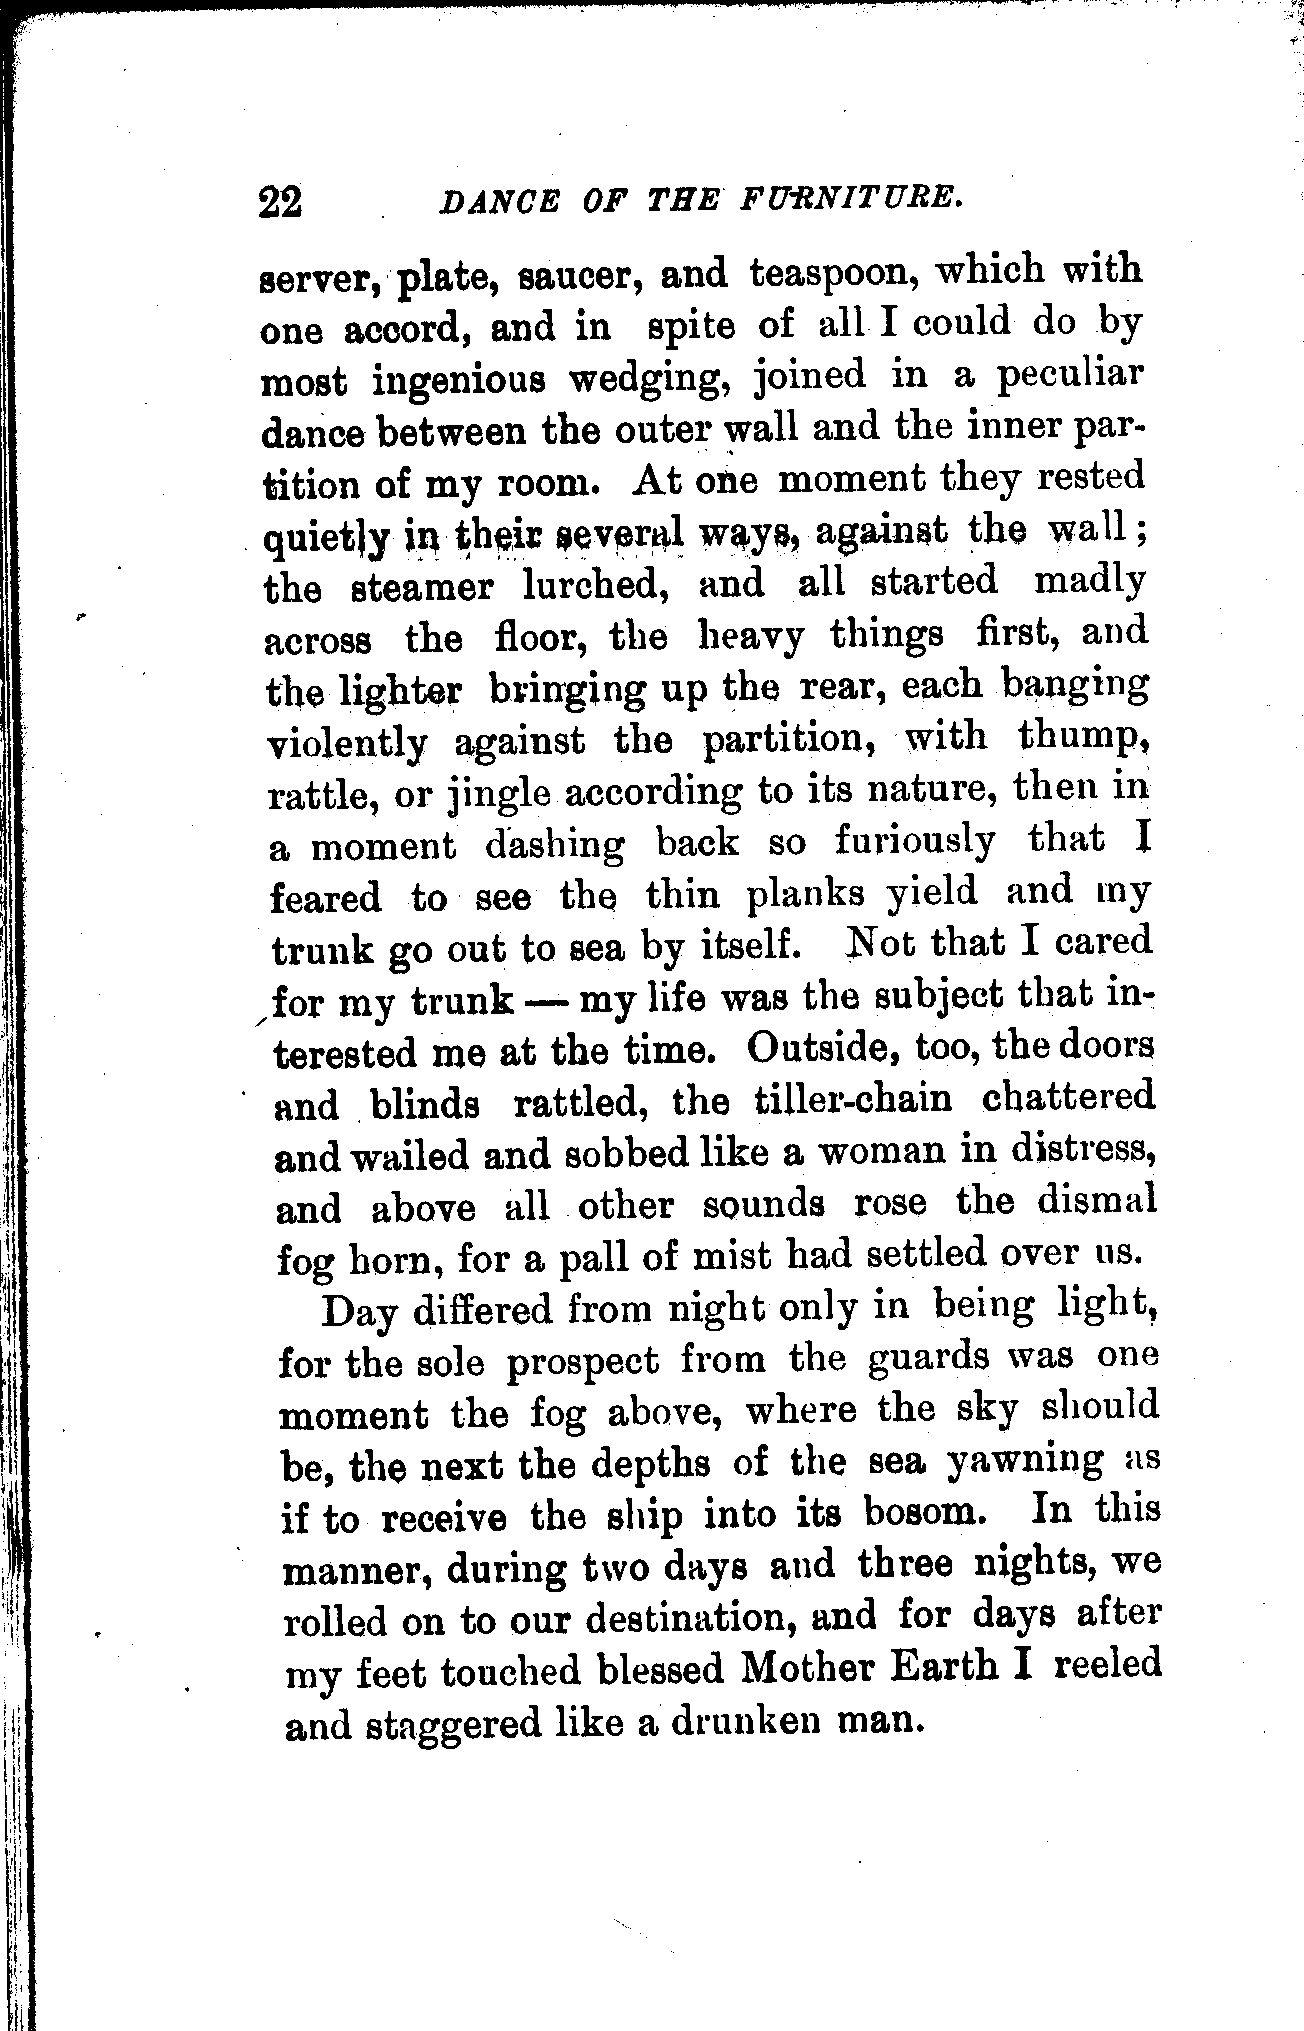 22 DANCE OF THE FURNITURE.
server, plate, saucer, and teaspoon, which with
one accord, and in spite of all I could do by
most ingenious wedging, joined in a peculiar
dance between the outer wall and the inner par-
tition of my room. At one moment they rested
quietly in their several ways, against the wall;
the steamer lurched, and all started madly
across the floor, the heavy things first, and
the lighter bringing up the rear, each banging
violently against the partition, with thump,
rattle, or jingle according to its nature, then in
a moment dashing back so furiously that I
feared to see the thin planks yield and my
trunk go out to sea by itself. Not that I cared
for my trunk — my life was the subject that in-
terested me at the time. Outside, too, the doors
and blinds rattled, the tiller-chain chattered
and wailed and sobbed like a woman in distress,
and above all other sounds rose the dismal
fog horn, for a pall of mist had settled over us.
Day differed from night only in being light,
for the sole prospect from the guards was one
moment the fog above, where the sky should
be, the next the depths of the sea yawning as
if to receive the ship into its bosom. In this
manner, during two days and three nights, we
rolled on to our destination, and for days after
my feet touched blessed Mother Earth I reeled
and staggered like a drunken man.